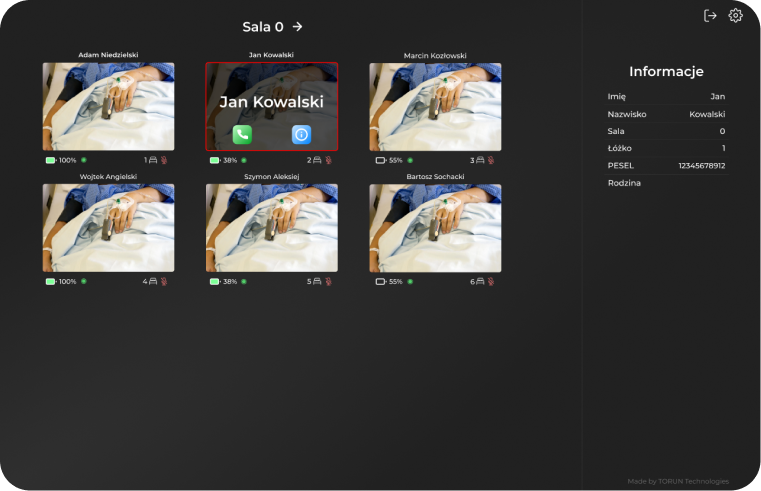 Sala 0
Adam Niedzielski
Jan Kowalski
Marcin Kozłowski
Jan Kowalski
100%
1
38%
2
55%
3
Wojtek Angielski
Szymon Aleksiej
Bartosz Sochacki
100%
4
38%
5
55%
6
Informacje
Imię Jan
Nazwisko Kowalski
Sala 0
Łóżko 1
PESEL 12345678912
Rodzina
Made by TORUN Technologies